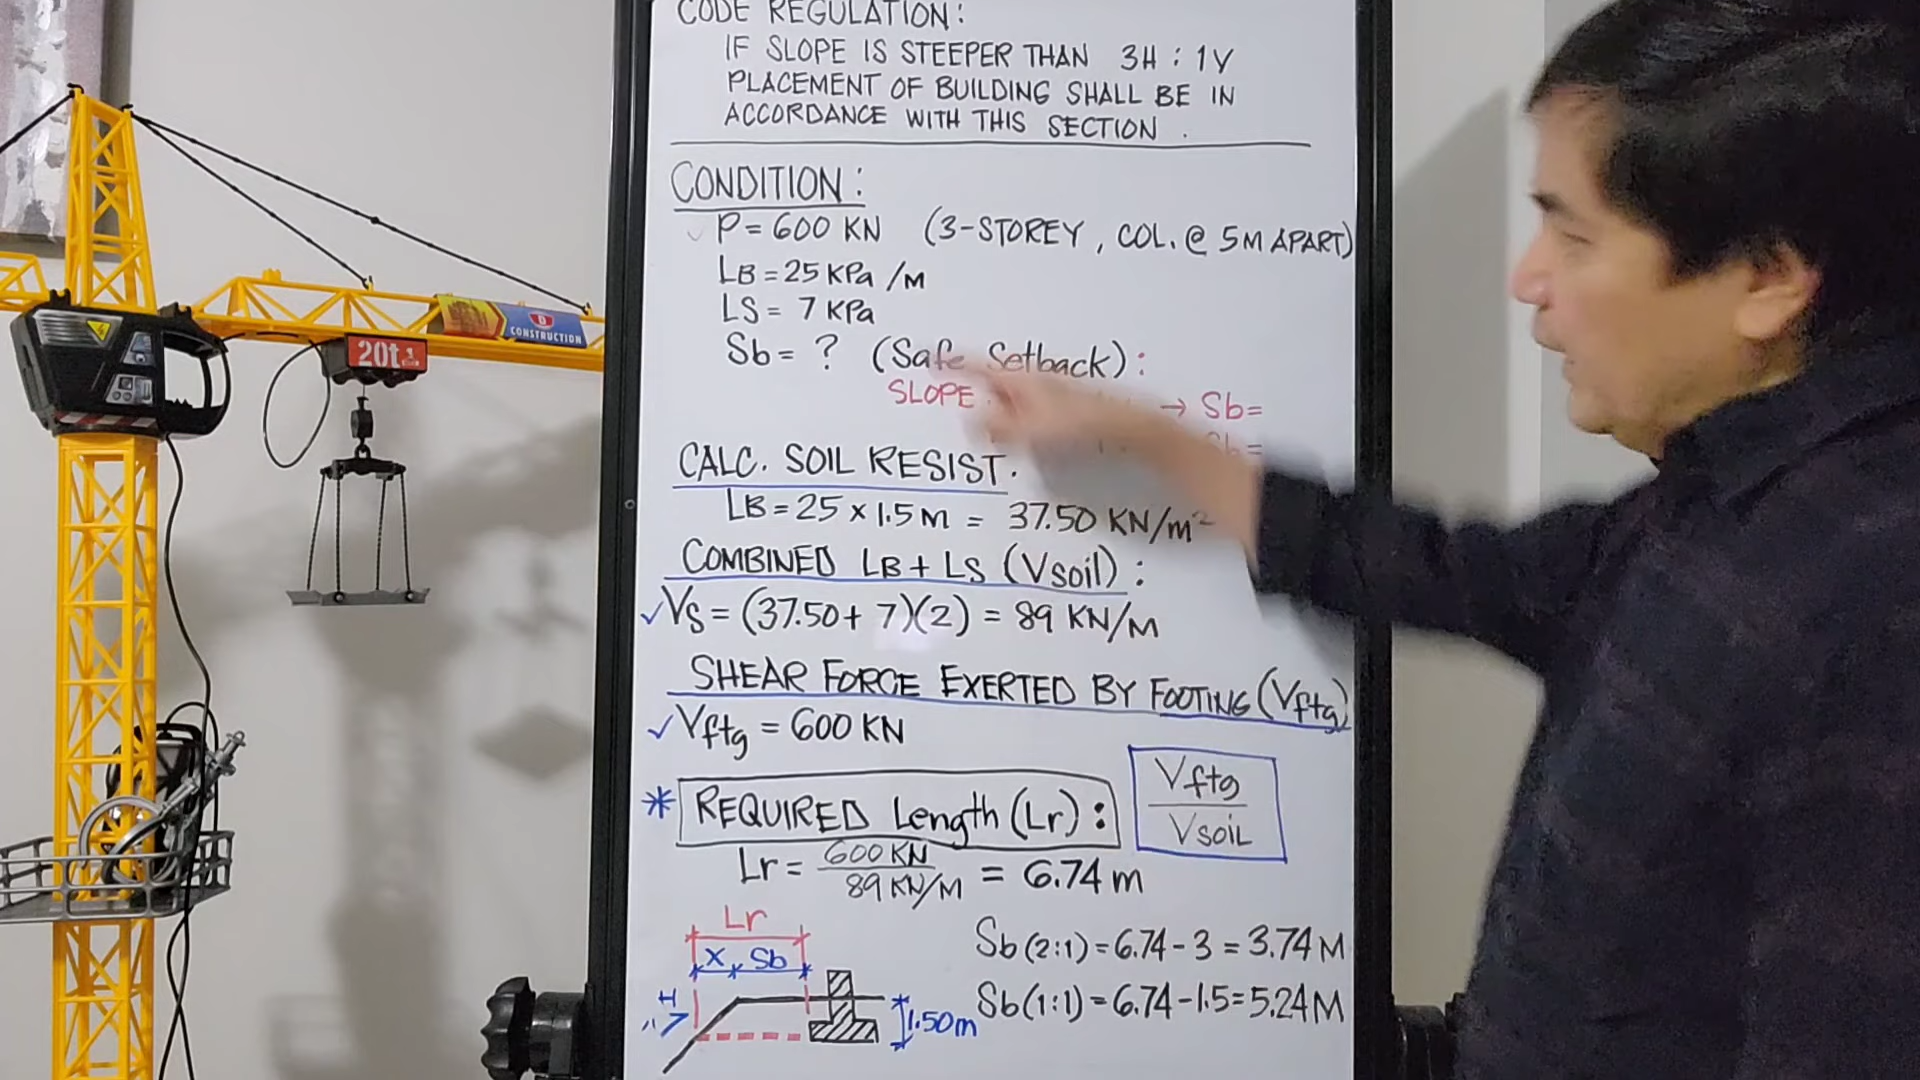 CODE REGULATION:
IF SLOPE IS STEEPER THAN 3H : 1V
PLACEMENT OF BUILDING SHALL BE IN
ACCORDANCE WITH THIS SECTION.
CONDITION:
P = 600 KN (3-STOREY, COL. @ 5M APART)
LB = 25 KPa /M
LS = 7 KPa
Sb = ? (Safe Setback):
SLOPE → Sb=
Sb=
CALC. SOIL RESIST.
LB = 25 x 1.5 M = 37.50 KN/m²
COMBINED LB + LS (Vsoil):
✓ VS = (37.50 + 7)(2) = 89 KN/M
SHEAR FORCE EXERTED BY FOOTING (Vftg)
✓ Vftg = 600 KN
* REQUIRED Length (Lr):
Vftg
Vsoil
Lr = 600 KN / 89 KN/M = 6.74 m
Lr
X Sb
H
V
1.50m
Sb (2:1) = 6.74 - 3 = 3.74 M
Sb (1:1) = 6.74 - 1.5 = 5.24 M
CONSTRUCTION
20t